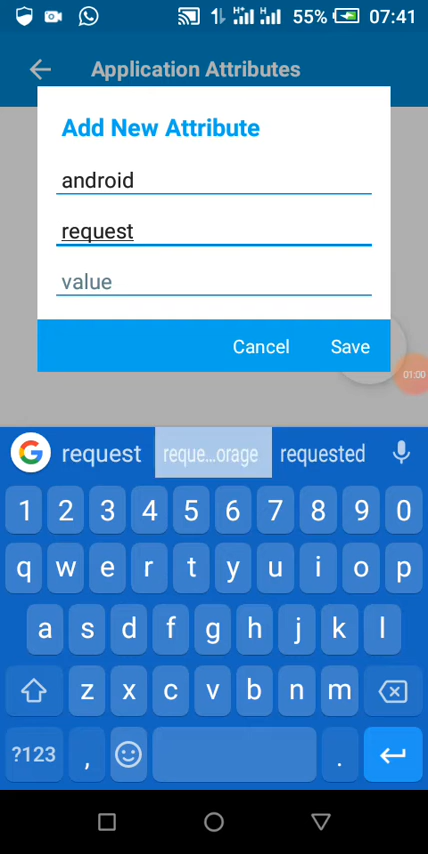 H+ H 55% 07:41
Application Attributes
Add New Attribute
android
request
value
Cancel Save
01:00
G request reque...orage requested
1 2 3 4 5 6 7 8 9 0
q w e r t y u i o p
a s d f g h j k l
z x c v b n m
?123 , .